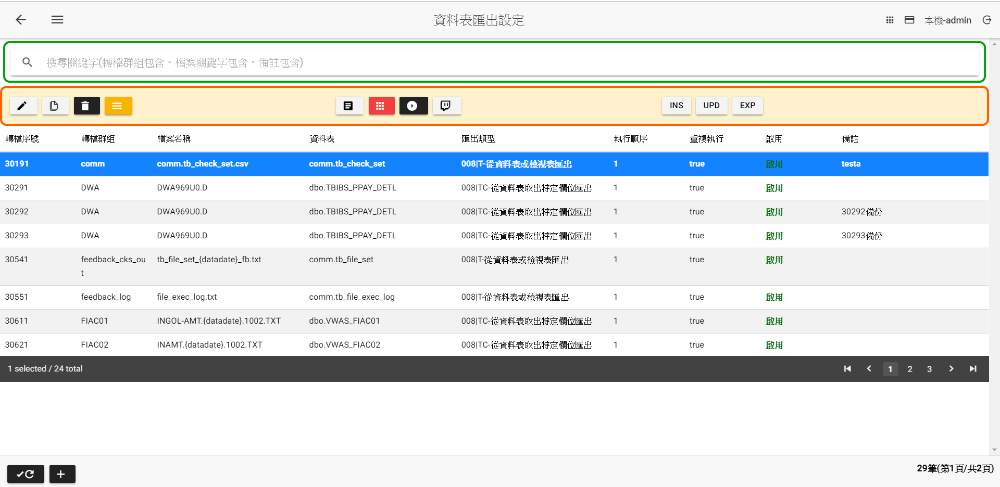 資料表匯出設定
本機-admin
搜尋關鍵字(轉檔群組包含、檔案關鍵字包含、備註包含)
INS UPD EXP
轉檔序號 轉檔群組 檔案名稱 資料表 匯出類型 執行順序 重複執行 啟用 備註
30191 comm comm.tb_check_set.csv comm.tb_check_set 008|T-從資料表或檢視表匯出 1 true 啟用 testa
30291 DWA DWA969U0.D dbo.TBIBS_PPAY_DETL 008|TC-從資料表取出特定欄位匯出 1 true 啟用
30292 DWA DWA969U0.D dbo.TBIBS_PPAY_DETL 008|TC-從資料表取出特定欄位匯出 1 true 啟用 30292備份
30293 DWA DWA969U0.D dbo.TBIBS_PPAY_DETL 008|TC-從資料表取出特定欄位匯出 1 true 啟用 30293備份
30541 feedback_cks_ou tb_file_set_{datadate}_fb.txt comm.tb_file_set 008|T-從資料表或檢視表匯出 1 true 啟用
t
30551 feedback_log file_exec_log.txt comm.tb_file_exec_log 008|T-從資料表或檢視表匯出 1 true 啟用
30611 FIAC01 INGOL-AMT.{datadate}.1002.TXT dbo.VWAS_FIAC01 008|TC-從資料表取出特定欄位匯出 1 true 啟用
30621 FIAC02 INAMT.{datadate}.1002.TXT dbo.VWAS_FIAC02 008|TC-從資料表取出特定欄位匯出 1 true 啟用
1 selected / 24 total 1 2 3
29筆(第1頁/共2頁)